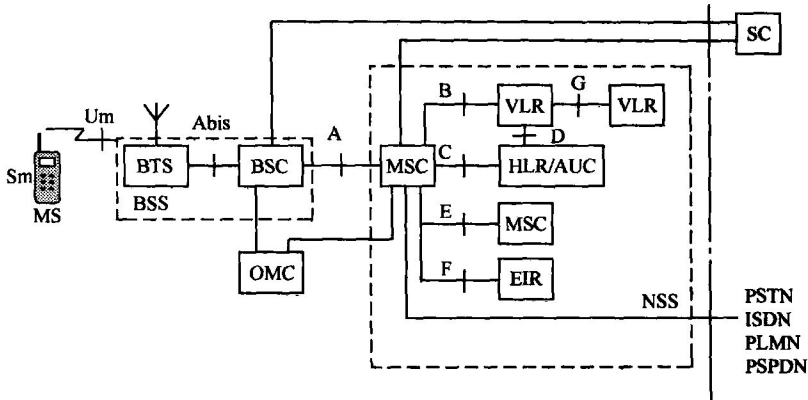 SC
B
G
VLR
VLR
Um
Abis
A
D
BTS
BSC
MSC
C
HLR/AUC
Sm
MS
BSS
E
MSC
OMC
F
EIR
NSS
PSTN
ISDN
PLMN
PSPDN